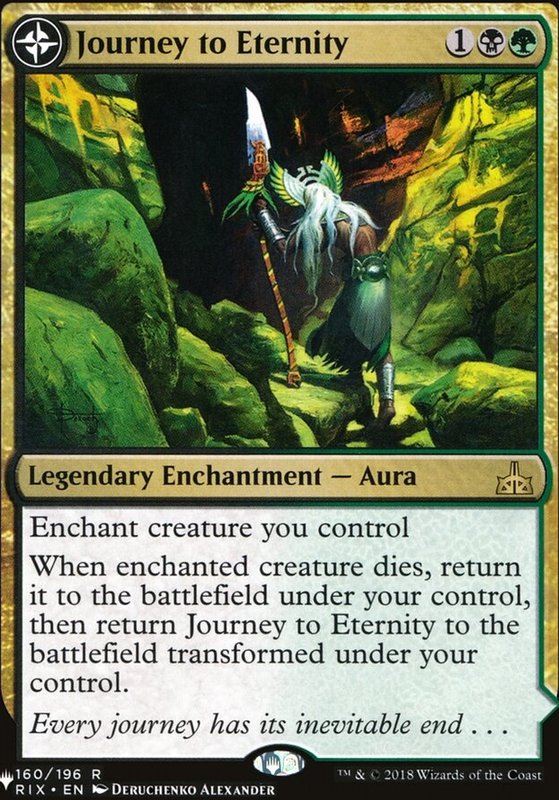 Journey to Eternity 1
Legendary Enchantment — Aura
Enchant creature you control
When enchanted creature dies, return
it to the battlefield under your control,
then return Journey to Eternity to the
battlefield transformed under your
control.
Every journey has its inevitable end . . .
160/196 R
RIX • EN Deruchenko Alexander
™ & © 2018 Wizards of the Coast